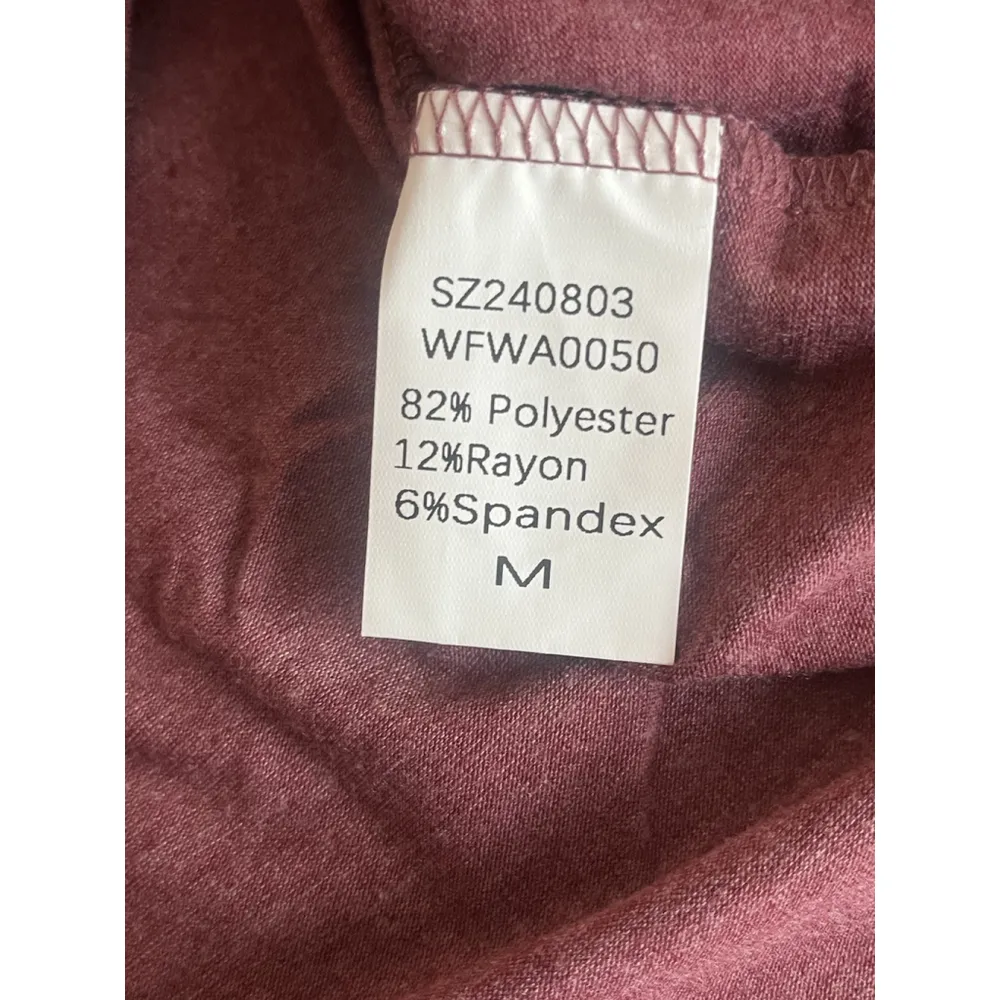 SZ240803
WFWA0050
82% Polyester
12%Rayon
6%Spandex
M